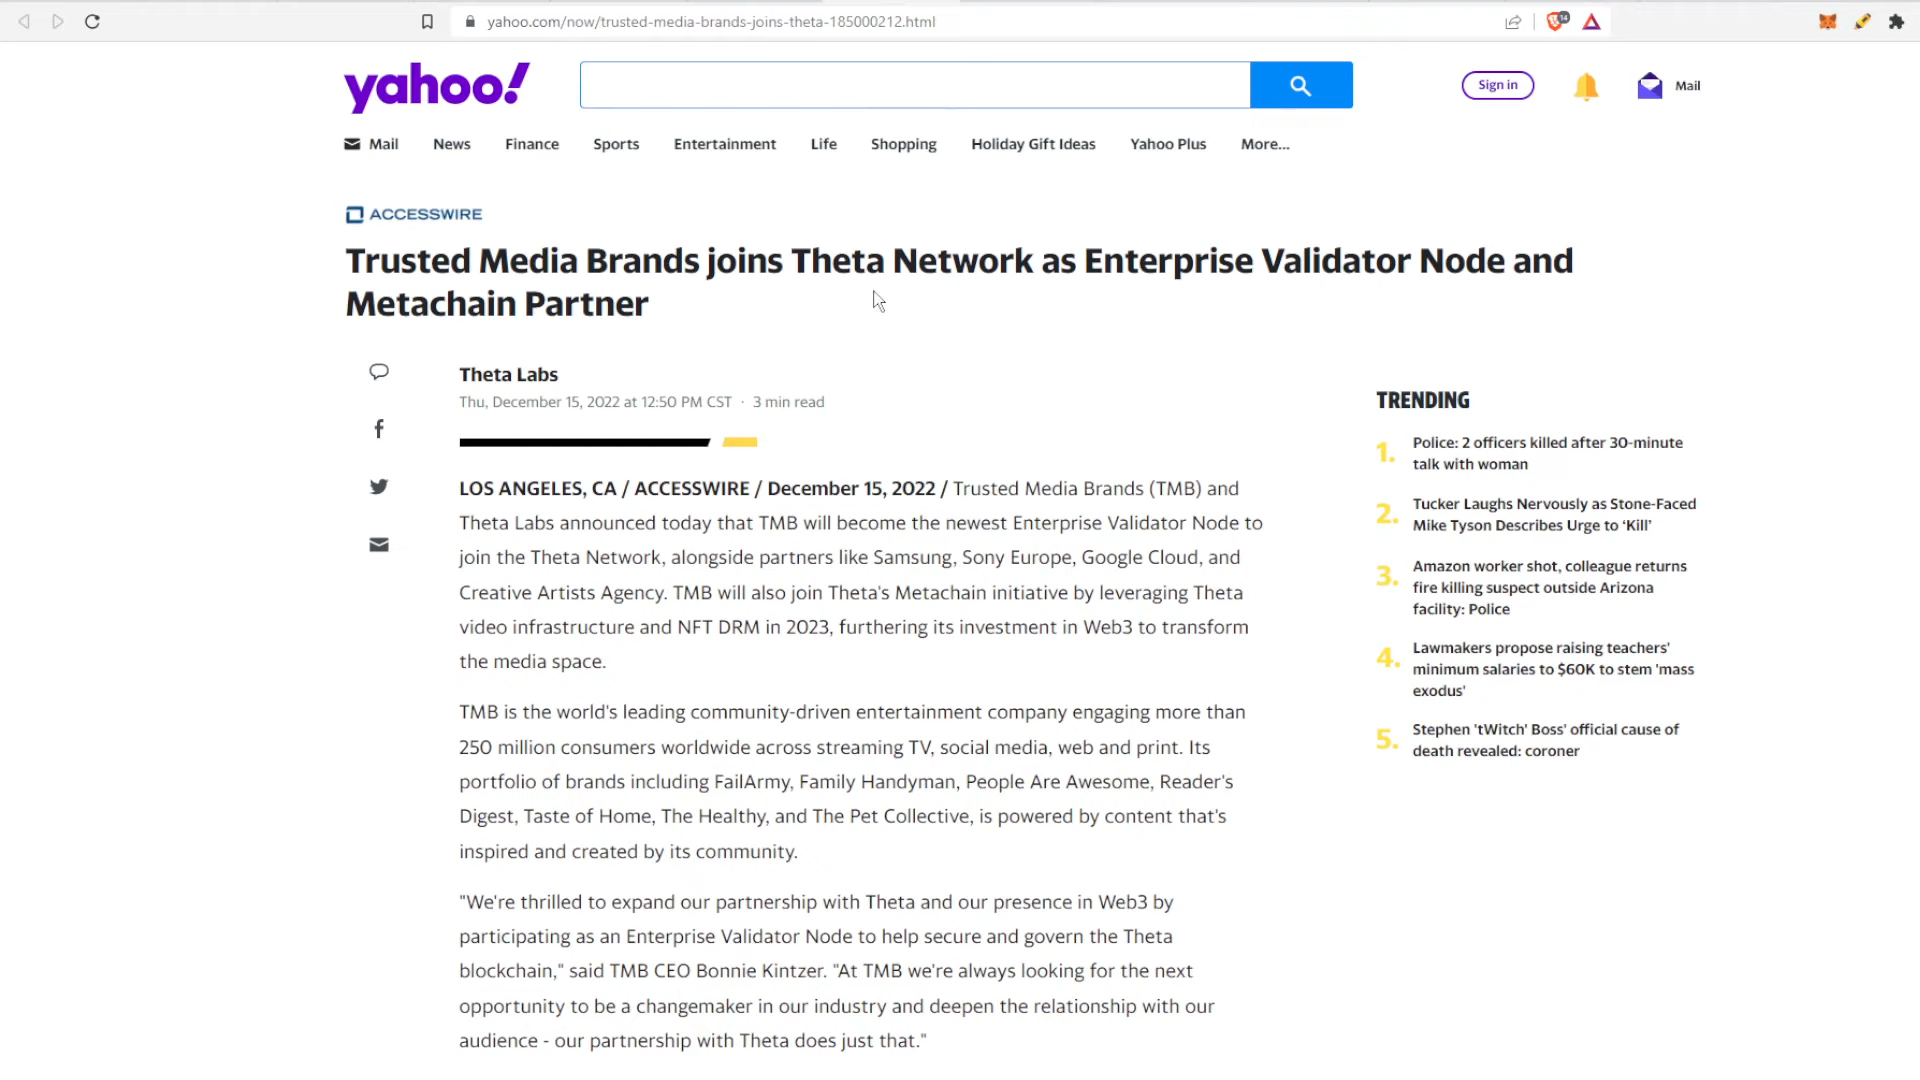 yahoo.com/now/trusted-media-brands-joins-theta-185000212.html
14
yahoo!
Sign in
Mail
Mail News Finance Sports Entertainment Life Shopping Holiday Gift Ideas Yahoo Plus More...
ACCESSWIRE
Trusted Media Brands joins Theta Network as Enterprise Validator Node and
Metachain Partner
Theta Labs
Thu, December 15, 2022 at 12:50 PM CST · 3 min read
LOS ANGELES, CA / ACCESSWIRE / December 15, 2022 / Trusted Media Brands (TMB) and
Theta Labs announced today that TMB will become the newest Enterprise Validator Node to
join the Theta Network, alongside partners like Samsung, Sony Europe, Google Cloud, and
Creative Artists Agency. TMB will also join Theta's Metachain initiative by leveraging Theta
video infrastructure and NFT DRM in 2023, furthering its investment in Web3 to transform
the media space.
TMB is the world's leading community-driven entertainment company engaging more than
250 million consumers worldwide across streaming TV, social media, web and print. Its
portfolio of brands including FailArmy, Family Handyman, People Are Awesome, Reader's
Digest, Taste of Home, The Healthy, and The Pet Collective, is powered by content that's
inspired and created by its community.
"We're thrilled to expand our partnership with Theta and our presence in Web3 by
participating as an Enterprise Validator Node to help secure and govern the Theta
blockchain," said TMB CEO Bonnie Kintzer. "At TMB we're always looking for the next
opportunity to be a changemaker in our industry and deepen the relationship with our
audience - our partnership with Theta does just that."
TRENDING
1. Police: 2 officers killed after 30-minute
talk with woman
2. Tucker Laughs Nervously as Stone-Faced
Mike Tyson Describes Urge to ‘Kill’
3. Amazon worker shot, colleague returns
fire killing suspect outside Arizona
facility: Police
4. Lawmakers propose raising teachers'
minimum salaries to $60K to stem 'mass
exodus'
5. Stephen 'tWitch' Boss' official cause of
death revealed: coroner